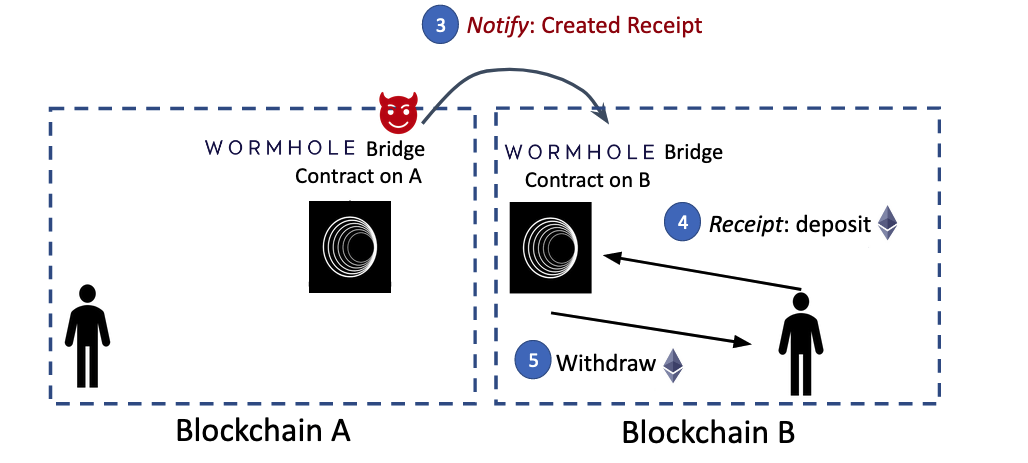 3 Notify: Created Receipt
WORMHOLE Bridge
Contract on A
WORMHOLE Bridge
Contract on B
4 Receipt: deposit
5 Withdraw
Blockchain A
Blockchain B